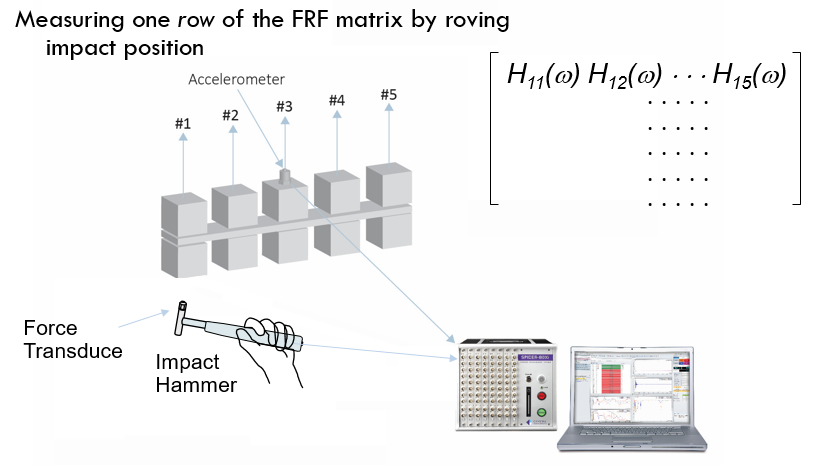 Measuring one row of the FRF matrix by roving
impact position
Accelerometer
#1
#2
#3
#4
#5
H11(ω) H12(ω) · · · H15(ω)
· · · · ·
· · · · ·
· · · · ·
· · · · ·
· · · · ·
Force
Transduce
Impact
Hammer